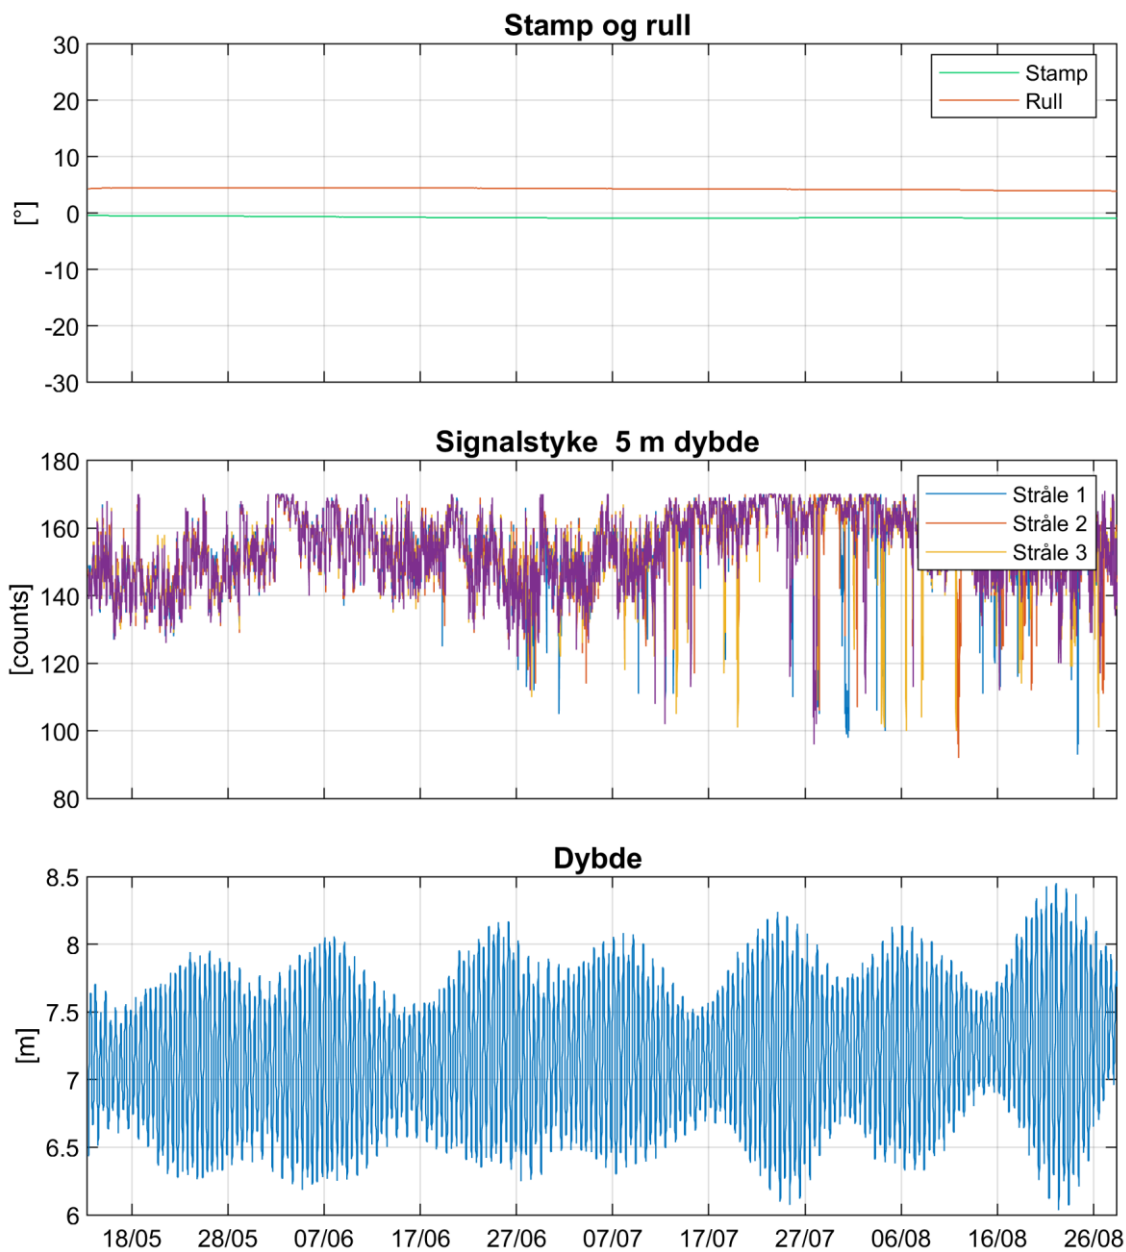 Stamp og rull
30
20
10
0
-10
-20
-30
[°]
Stamp
Rull
Signalstyke 5 m dybde
180
160
140
120
100
80
[counts]
Stråle 1
Stråle 2
Stråle 3
Dybde
8.5
8
7.5
7
6.5
6
[m]
18/05 28/05 07/06 17/06 27/06 07/07 17/07 27/07 06/08 16/08 26/08